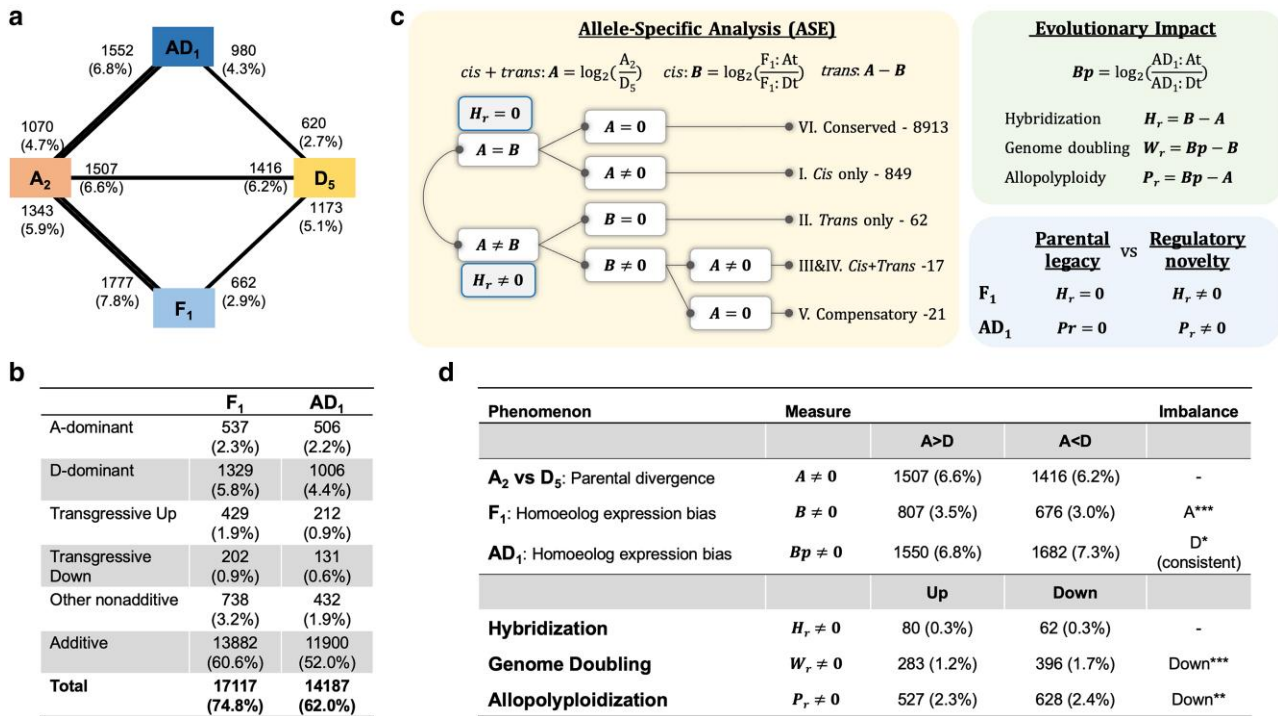 a
AD1
1552
(6.8%)
980
(4.3%)
1070
(4.7%)
620
(2.7%)
A2
1507
(6.6%)
1416
(6.2%)
D5
1343
(5.9%)
1173
(5.1%)
1777
(7.8%)
662
(2.9%)
F1
b
F1 AD1
A-dominant 537 (2.3%) 506 (2.2%)
D-dominant 1329 (5.8%) 1006 (4.4%)
Transgressive Up 429 (1.9%) 212 (0.9%)
Transgressive Down 202 (0.9%) 131 (0.6%)
Other nonadditive 738 (3.2%) 432 (1.9%)
Additive 13882 (60.6%) 11900 (52.0%)
Total 17117 (74.8%) 14187 (62.0%)
c
Allele-Specific Analysis (ASE)
cis + trans: A = log2(A2/D5) cis: B = log2(F1: At/F1: Dt) trans: A − B
Hr = 0
A = B
A = 0
VI. Conserved - 8913
A ≠ 0
I. Cis only - 849
A ≠ B
Hr ≠ 0
B = 0
II. Trans only - 62
B ≠ 0
A ≠ 0
III&IV. Cis+Trans -17
A = 0
V. Compensatory -21
Evolutionary Impact
Bp = log2(AD1: At/AD1: Dt)
Hybridization Hr = B − A
Genome doubling Wr = Bp − B
Allopolyploidy Pr = Bp − A
Parental legacy vs Regulatory novelty
F1 Hr = 0 Hr ≠ 0
AD1 Pr = 0 Pr ≠ 0
d
Phenomenon Measure Imbalance
A>D A<D
A2 vs D5: Parental divergence A ≠ 0 1507 (6.6%) 1416 (6.2%) -
F1: Homoeolog expression bias B ≠ 0 807 (3.5%) 676 (3.0%) A***
AD1: Homoeolog expression bias Bp ≠ 0 1550 (6.8%) 1682 (7.3%) D* (consistent)
Up Down
Hybridization Hr ≠ 0 80 (0.3%) 62 (0.3%) -
Genome Doubling Wr ≠ 0 283 (1.2%) 396 (1.7%) Down***
Allopolyploidization Pr ≠ 0 527 (2.3%) 628 (2.4%) Down**